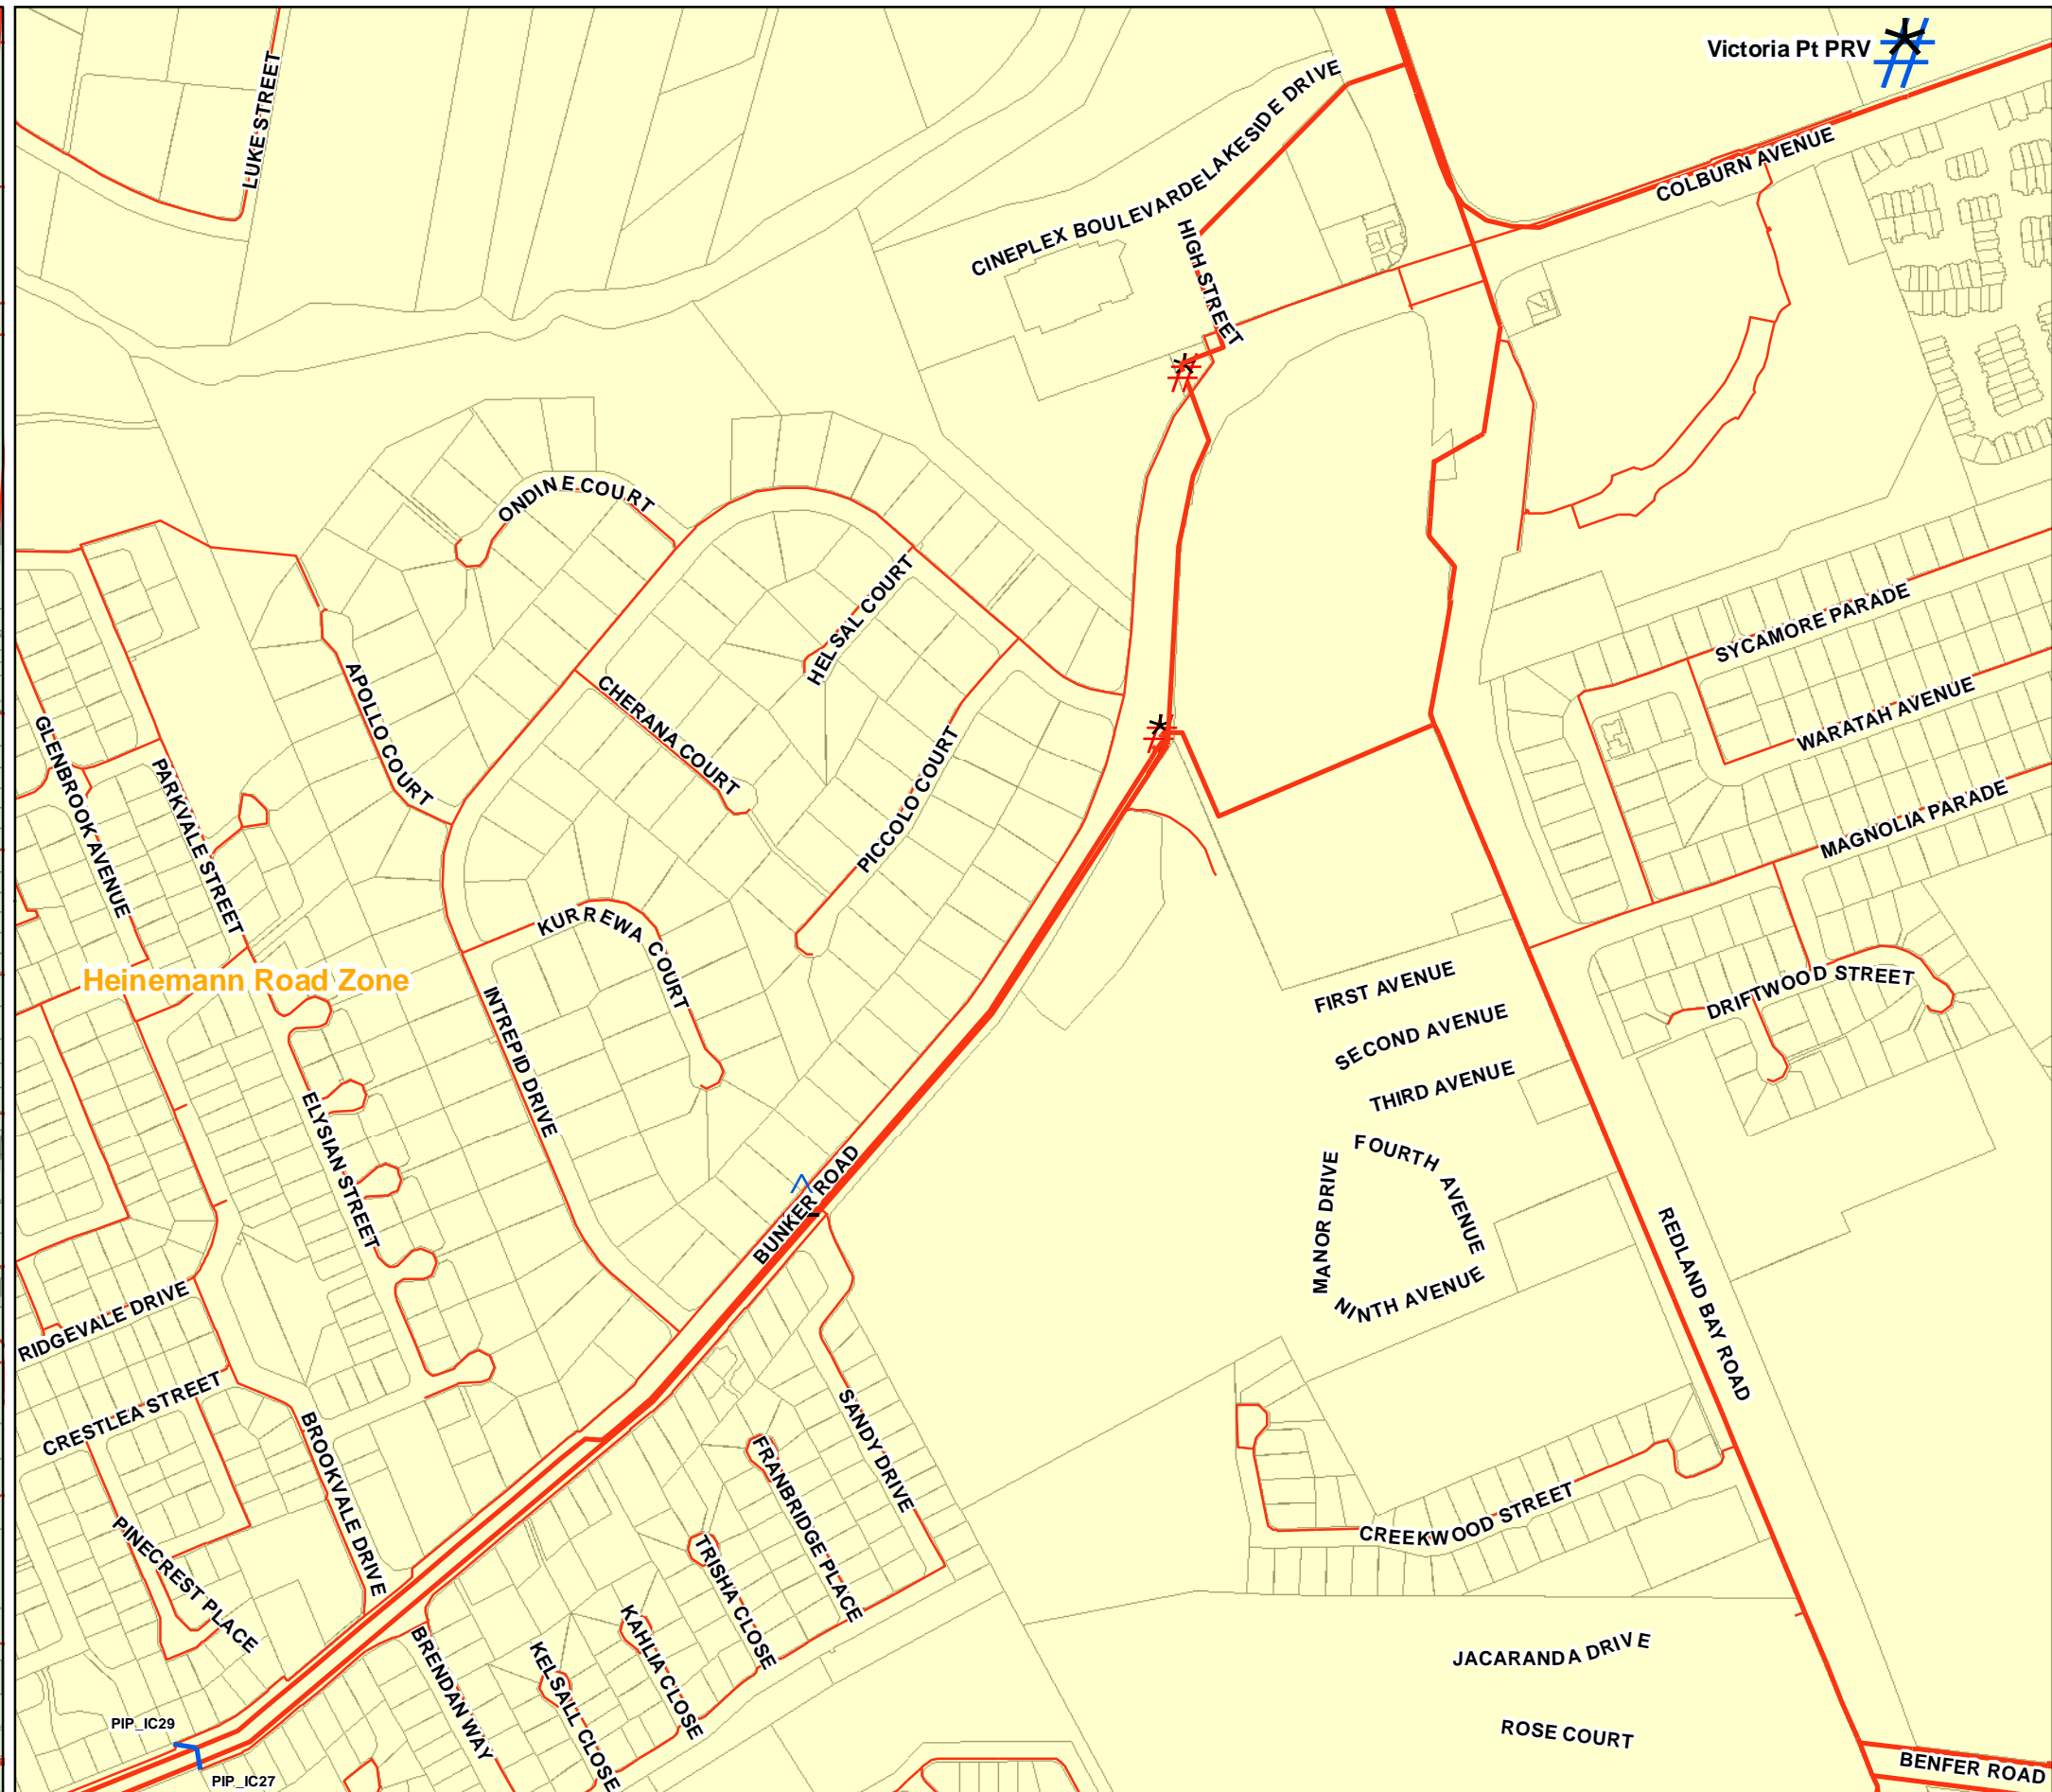 Victoria Pt PRV
LUKE STREET
LAKESIDE DRIVE
CINEPLEX BOULEVARDE
COLBURN AVENUE
HIGH STREET
ONDINE COURT
HELSAL COURT
SYCAMORE PARADE
APOLLO COURT
CHERANA COURT
WARATAH AVENUE
GLENBROOK AVENUE
PARKVALE STREET
PICCOLO COURT
MAGNOLIA PARADE
KURREWA COURT
Heinemann Road Zone
FIRST AVENUE
DRIFTWOOD STREET
INTREPID DRIVE
SECOND AVENUE
THIRD AVENUE
ELYSIAN STREET
FOURTH AVENUE
MANOR DRIVE
BUNKER ROAD
NINTH AVENUE
REDLAND BAY ROAD
RIDGEVALE DRIVE
CRESTLEA STREET
BROOKVALE DRIVE
SANDY DRIVE
FRANBRIDGE PLACE
CREEKWOOD STREET
PINECREST PLACE
TRISHA CLOSE
KAHLIA CLOSE
BRENDAN WAY
KELSALL CLOSE
JACARANDA DRIVE
PIP_IC29
ROSE COURT
BENFER ROAD
PIP_IC27